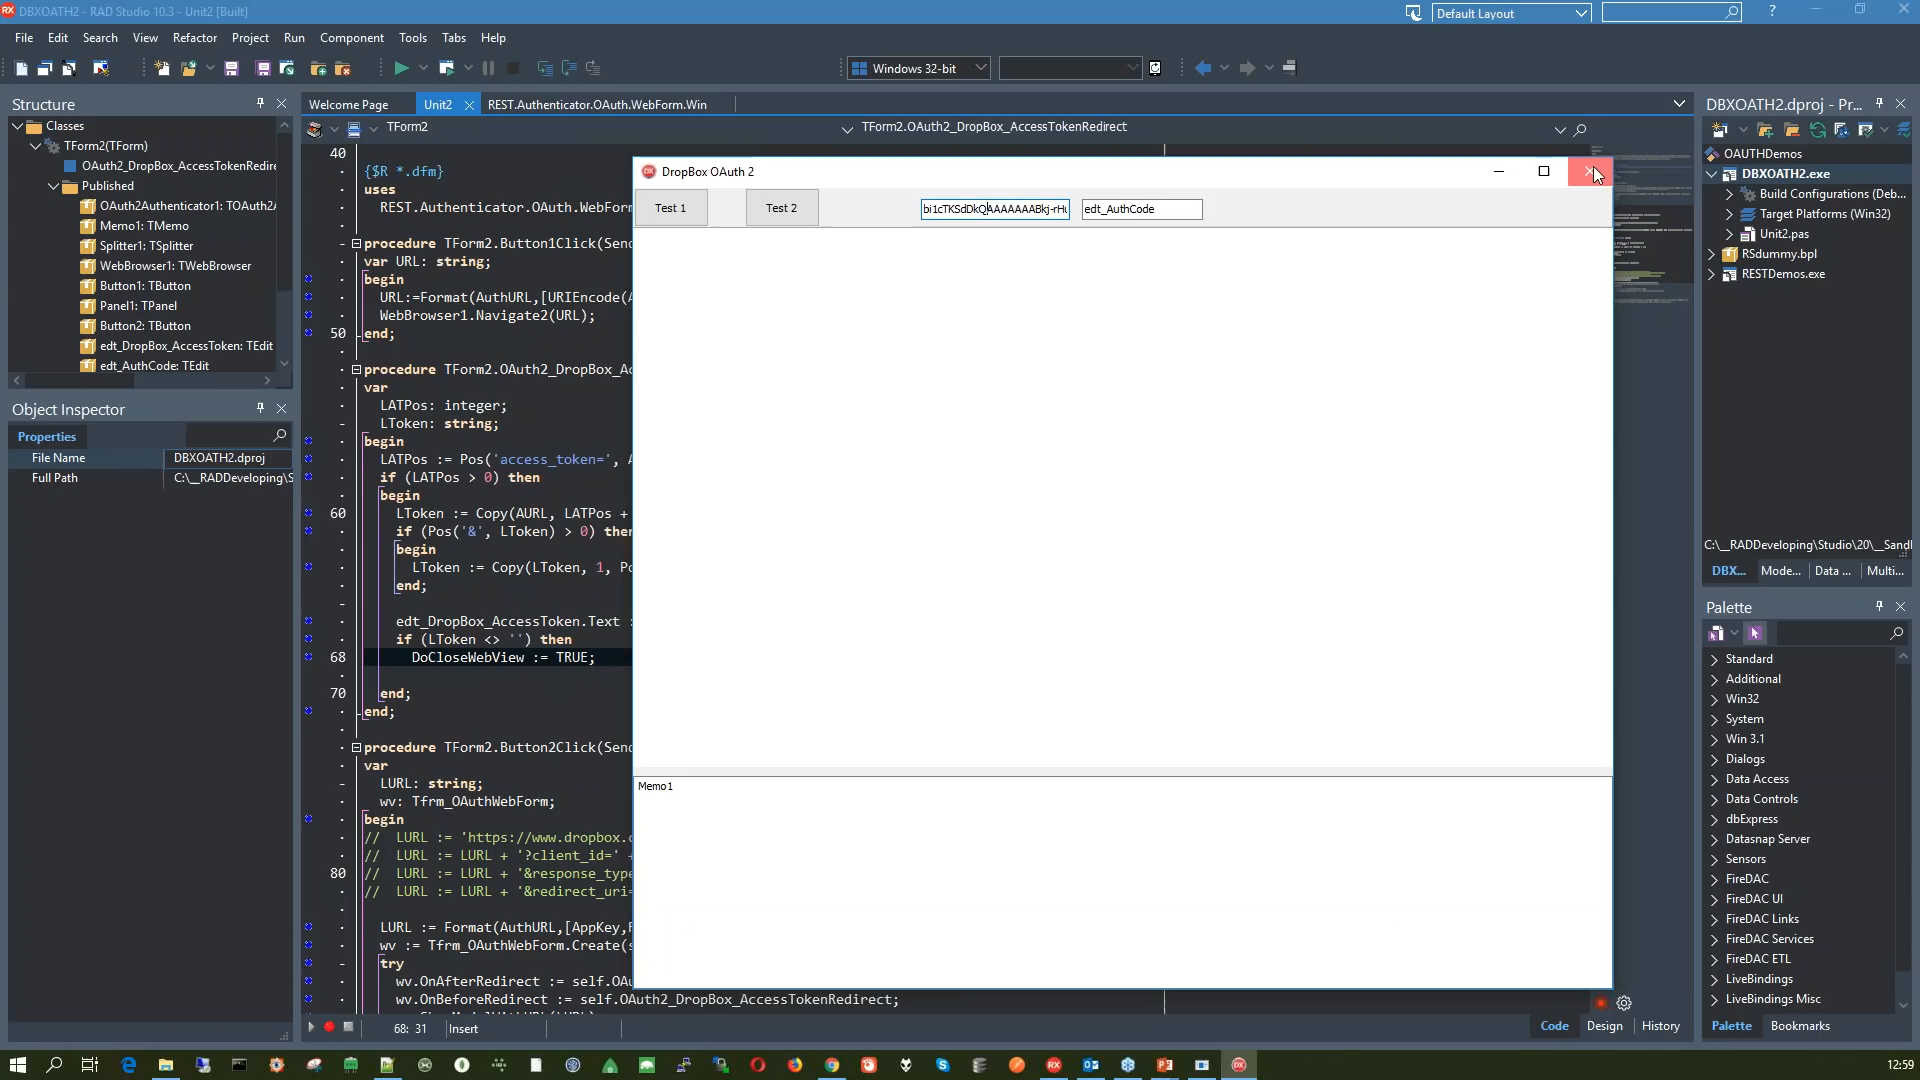 DBXOATH2 - RAD Studio 10.3 - Unit2 [Built]
Default Layout
?
File Edit Search View Refactor Project Run Component Tools Tabs Help
Windows 32-bit
Structure
Classes
TForm2(TForm)
OAuth2_DropBox_AccessTokenRedire
Published
OAuth2Authenticator1: TOAuth2A
Memo1: TMemo
Splitter1: TSplitter
WebBrowser1: TWebBrowser
Button1: TButton
Panel1: TPanel
Button2: TButton
edt_DropBox_AccessToken: TEdit
edt_AuthCode: TEdit
Object Inspector
Properties
File Name DBXOATH2.dproj
Full Path C:\__RADDeveloping\S
Welcome Page Unit2 REST.Authenticator.OAuth.WebForm.Win
TForm2 TForm2.OAuth2_DropBox_AccessTokenRedirect
40
{$R *.dfm}
uses
REST.Authenticator.OAuth.WebForm
procedure TForm2.Button1Click(Send
var URL: string;
begin
URL:=Format(AuthURL,[URIEncode(A
WebBrowser1.Navigate2(URL);
50 end;
procedure TForm2.OAuth2_DropBox_Ac
var
LATPos: integer;
LToken: string;
begin
LATPos := Pos('access_token=', A
if (LATPos > 0) then
begin
60 LToken := Copy(AURL, LATPos +
if (Pos('&', LToken) > 0) then
begin
LToken := Copy(LToken, 1, Po
end;
edt_DropBox_AccessToken.Text :
if (LToken <> '') then
68 DoCloseWebView := TRUE;
70 end;
end;
procedure TForm2.Button2Click(Send
var
LURL: string;
wv: Tfrm_OAuthWebForm;
begin
// LURL := 'https://www.dropbox.c
// LURL := LURL + '?client_id=' +
80 // LURL := LURL + '&response_type
// LURL := LURL + '&redirect_uri=
LURL := Format(AuthURL,[AppKey,R
wv := Tfrm_OAuthWebForm.Create(s
try
wv.OnAfterRedirect := self.OAu
wv.OnBeforeRedirect := self.OAuth2_DropBox_AccessTokenRedirect;
68: 31 Insert
Code Design History
DropBox OAuth 2
Test 1 Test 2 bi1cTKSdDkQAAAAAAABkj-rHu edt_AuthCode
Memo1
DBXOATH2.dproj - Pr...
OAUTHDemos
DBXOATH2.exe
Build Configurations (Deb...
Target Platforms (Win32)
Unit2.pas
RSdummy.bpl
RESTDemos.exe
C:\__RADDeveloping\Studio\20\__Sandl
DBX... Mode... Data ... Multi...
Palette
Standard
Additional
Win32
System
Win 3.1
Dialogs
Data Access
Data Controls
dbExpress
Datasnap Server
Sensors
FireDAC
FireDAC UI
FireDAC Links
FireDAC Services
FireDAC ETL
LiveBindings
LiveBindings Misc
Palette Bookmarks
12:59